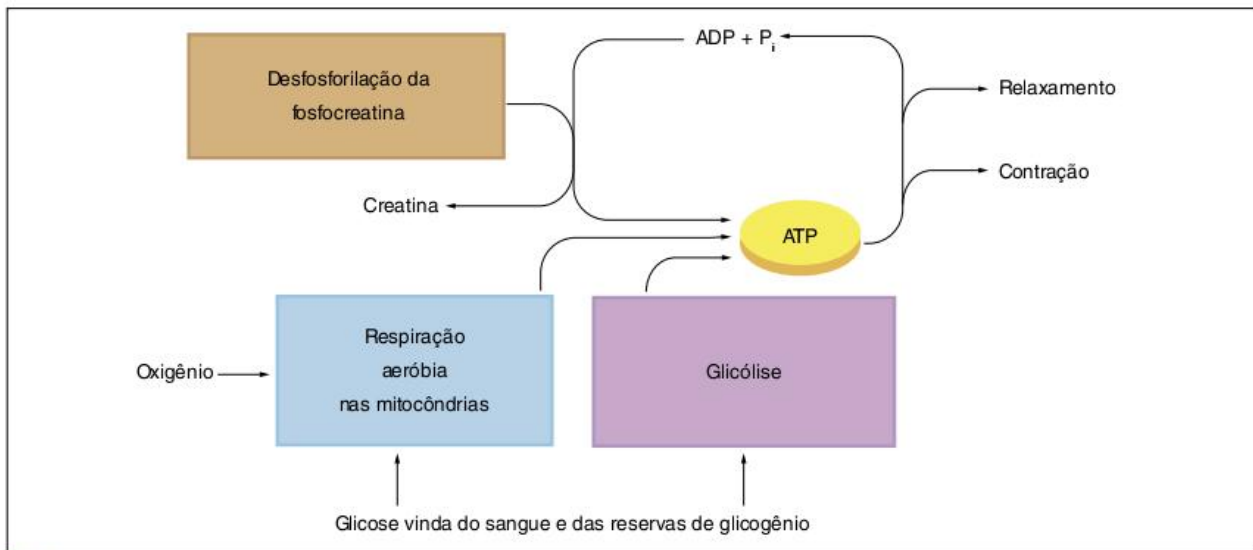 ADP + Pi
Desfosforilação da
fosfocreatina
Relaxamento
Contração
Creatina
ATP
Respiração
aeróbia
nas mitocôndrias
Oxigênio
Glicólise
Glicose vinda do sangue e das reservas de glicogênio